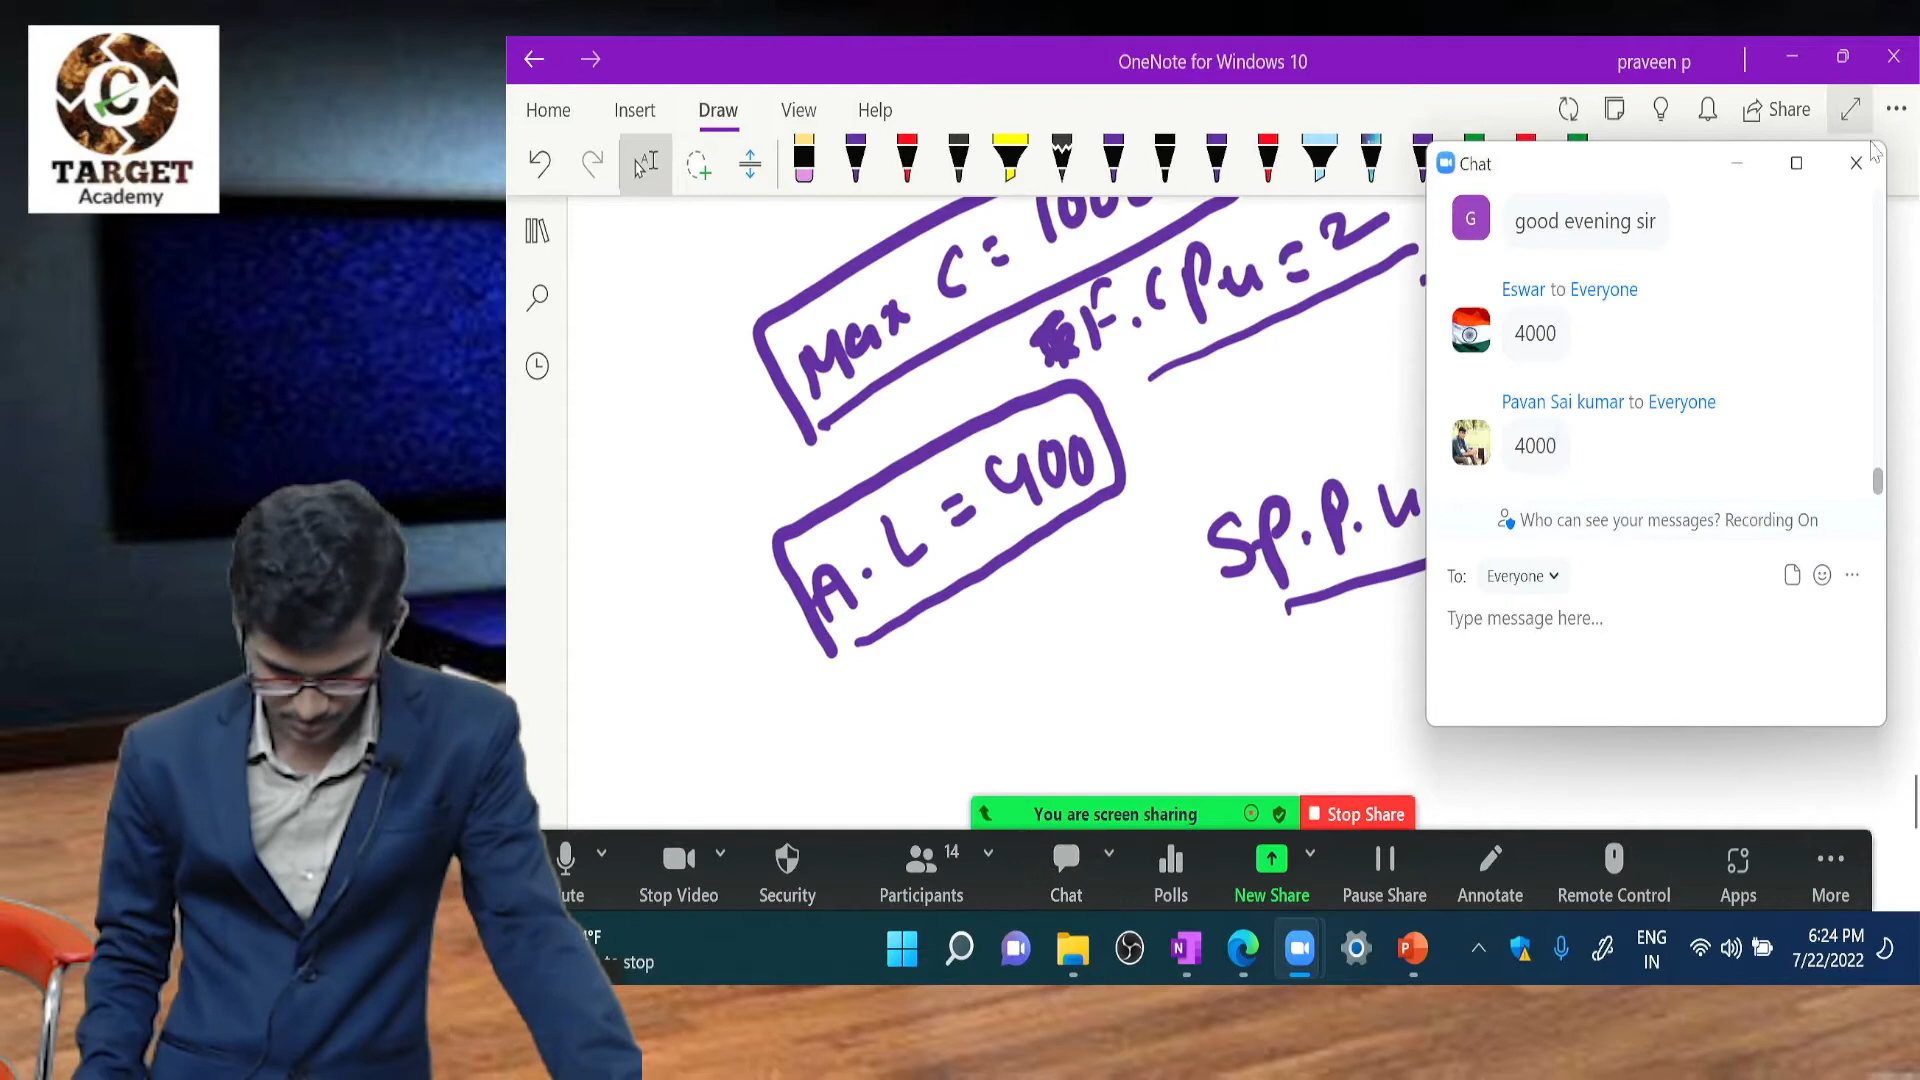 C
TARGET
Academy
OneNote for Windows 10
praveen p
Home
Insert
Draw
View
Help
Share
Chat
G
good evening sir
Eswar to Everyone
4000
Pavan Sai kumar to Everyone
4000
Who can see your messages? Recording On
To:
Everyone
Type message here...
Max C = 100
F.C P u = 2
A.L = 400
SP.P.u
You are screen sharing
Stop Share
ute
Stop Video
Security
14
Participants
Chat
Polls
New Share
Pause Share
Annotate
Remote Control
Apps
More
°F
to stop
ENG
IN
6:24 PM
7/22/2022